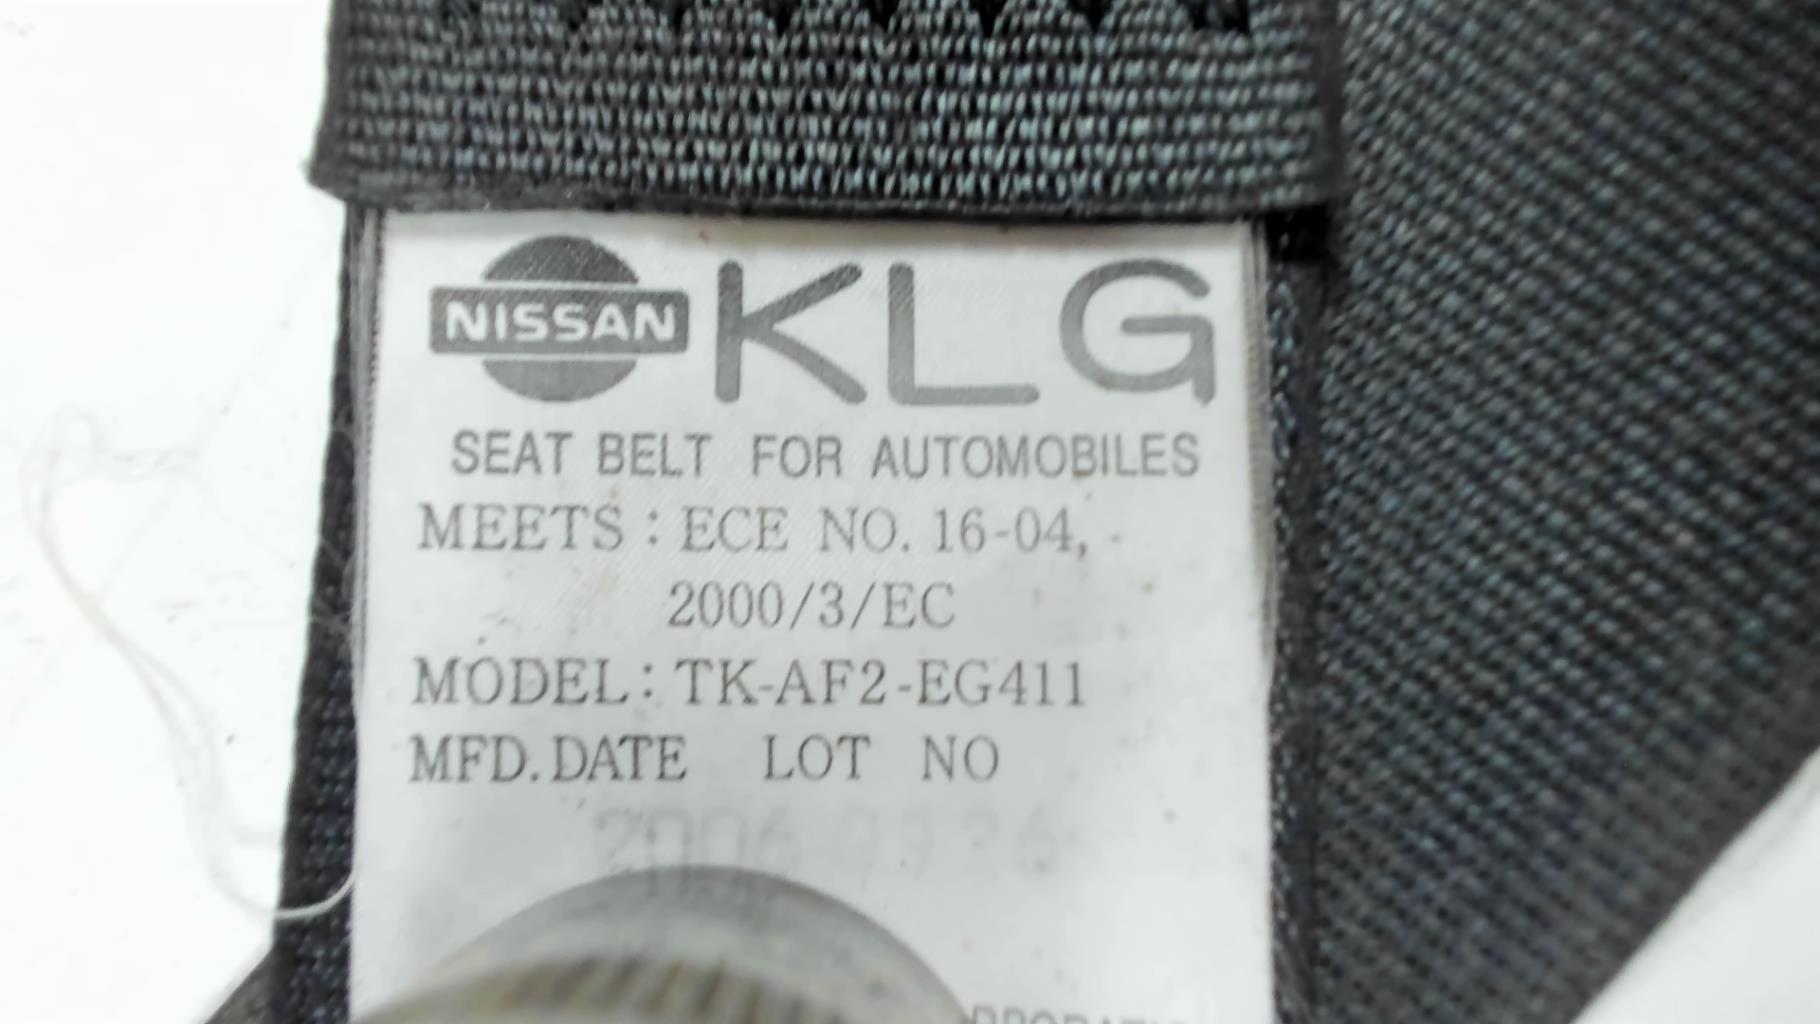 NISSAN KLG
SEAT BELT FOR AUTOMOBILES
MEETS : ECE NO. 16-04,
2000/3/EC
MODEL : TK-AF2-EG411
MFD. DATE LOT NO